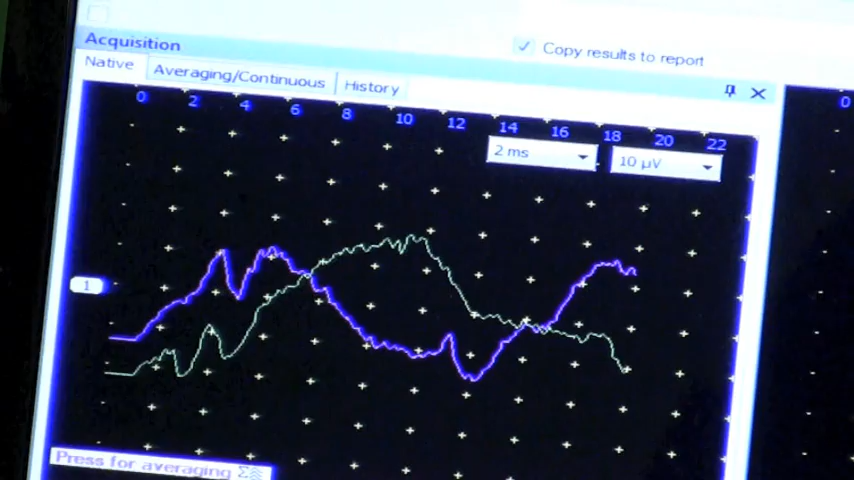 Copy results to report
Acquisition
Native Averaging/Continuous History
0 2 4 6 8 10 12 14 16 18 20 22
0
2 ms 10 µV
1
Press for averaging Σ